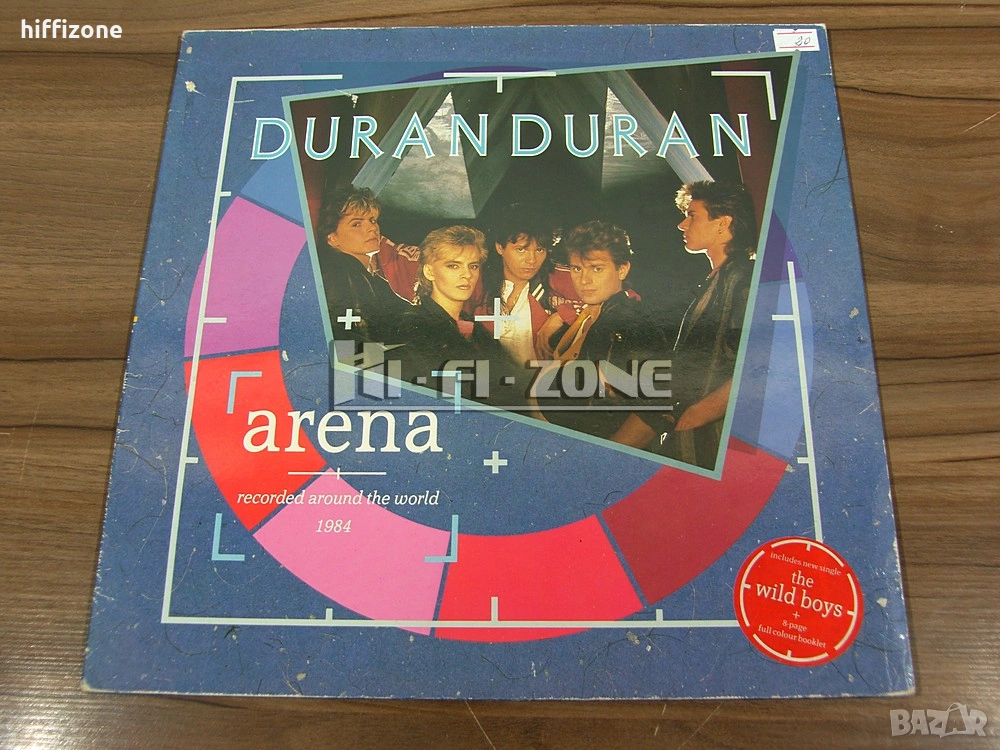 hiffizone
20
DURAN DURAN
HI-FI-ZONE
arena
recorded around the world
1984
includes new single
the
wild boys
+
8-page
full colour booklet
BAZAR